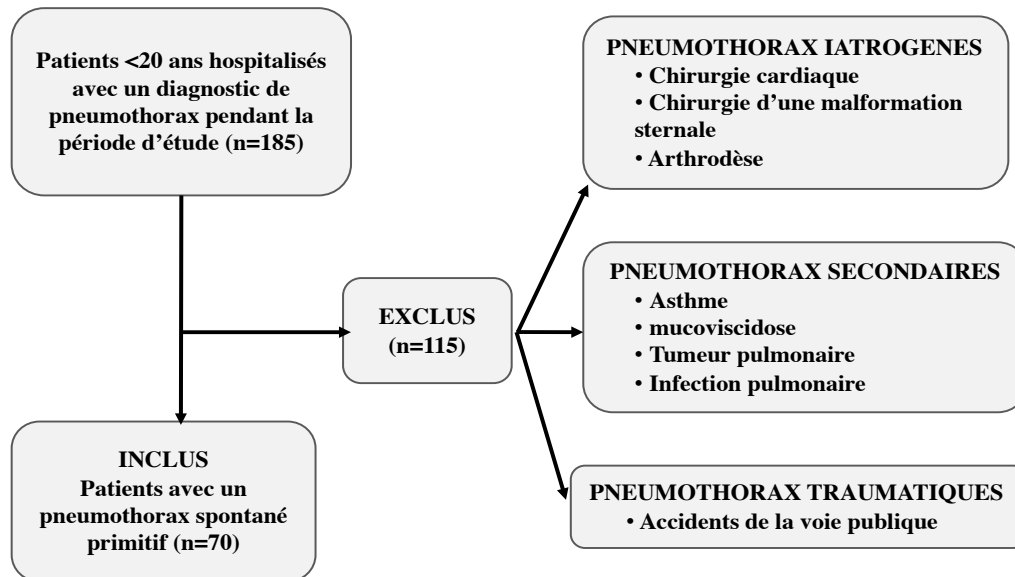 Patients <20 ans hospitalisés
avec un diagnostic de
pneumothorax pendant la
période d’étude (n=185)
EXCLUS
(n=115)
INCLUS
Patients avec un
pneumothorax spontané
primitif (n=70)
PNEUMOTHORAX IATROGENES
• Chirurgie cardiaque
• Chirurgie d’une malformation
sternale
• Arthrodèse
PNEUMOTHORAX SECONDAIRES
• Asthme
• mucoviscidose
• Tumeur pulmonaire
• Infection pulmonaire
PNEUMOTHORAX TRAUMATIQUES
• Accidents de la voie publique